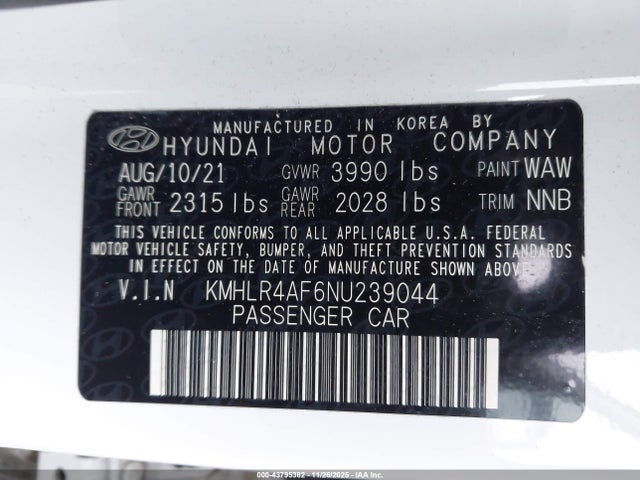 MANUFACTURED IN KOREA BY
HYUNDAI MOTOR COMPANY
AUG/10/21 GVWR 3990 lbs PAINT WAW
GAWR FRONT 2315 lbs GAWR REAR 2028 lbs TRIM NNB
THIS VEHICLE CONFORMS TO ALL APPLICABLE U.S.A. FEDERAL
MOTOR VEHICLE SAFETY, BUMPER, AND THEFT PREVENTION STANDARDS
IN EFFECT ON THE DATE OF MANUFACTURE SHOWN ABOVE.
V.I.N KMHLR4AF6NU239044
PASSENGER CAR
000-43795382 - 11/26/2025 - IAA Inc.